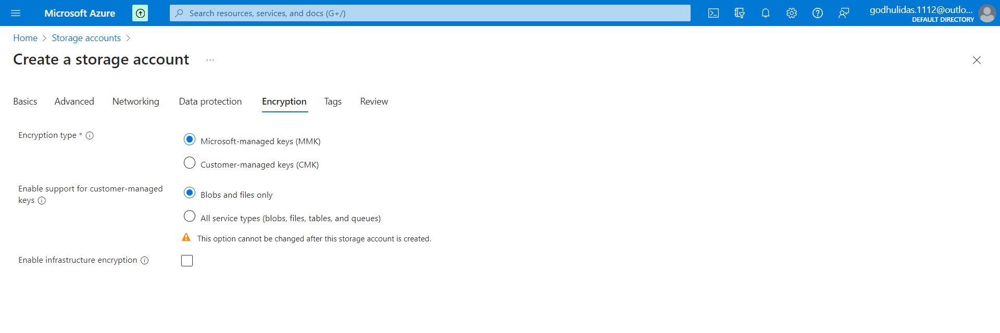 Microsoft Azure
Search resources, services, and docs (G+/)
godhulidas.1112@outlo...
DEFAULT DIRECTORY
Home > Storage accounts >
Create a storage account ...
Basics Advanced Networking Data protection Encryption Tags Review
Encryption type *
Microsoft-managed keys (MMK)
Customer-managed keys (CMK)
Enable support for customer-managed
keys
Blobs and files only
All service types (blobs, files, tables, and queues)
This option cannot be changed after this storage account is created.
Enable infrastructure encryption